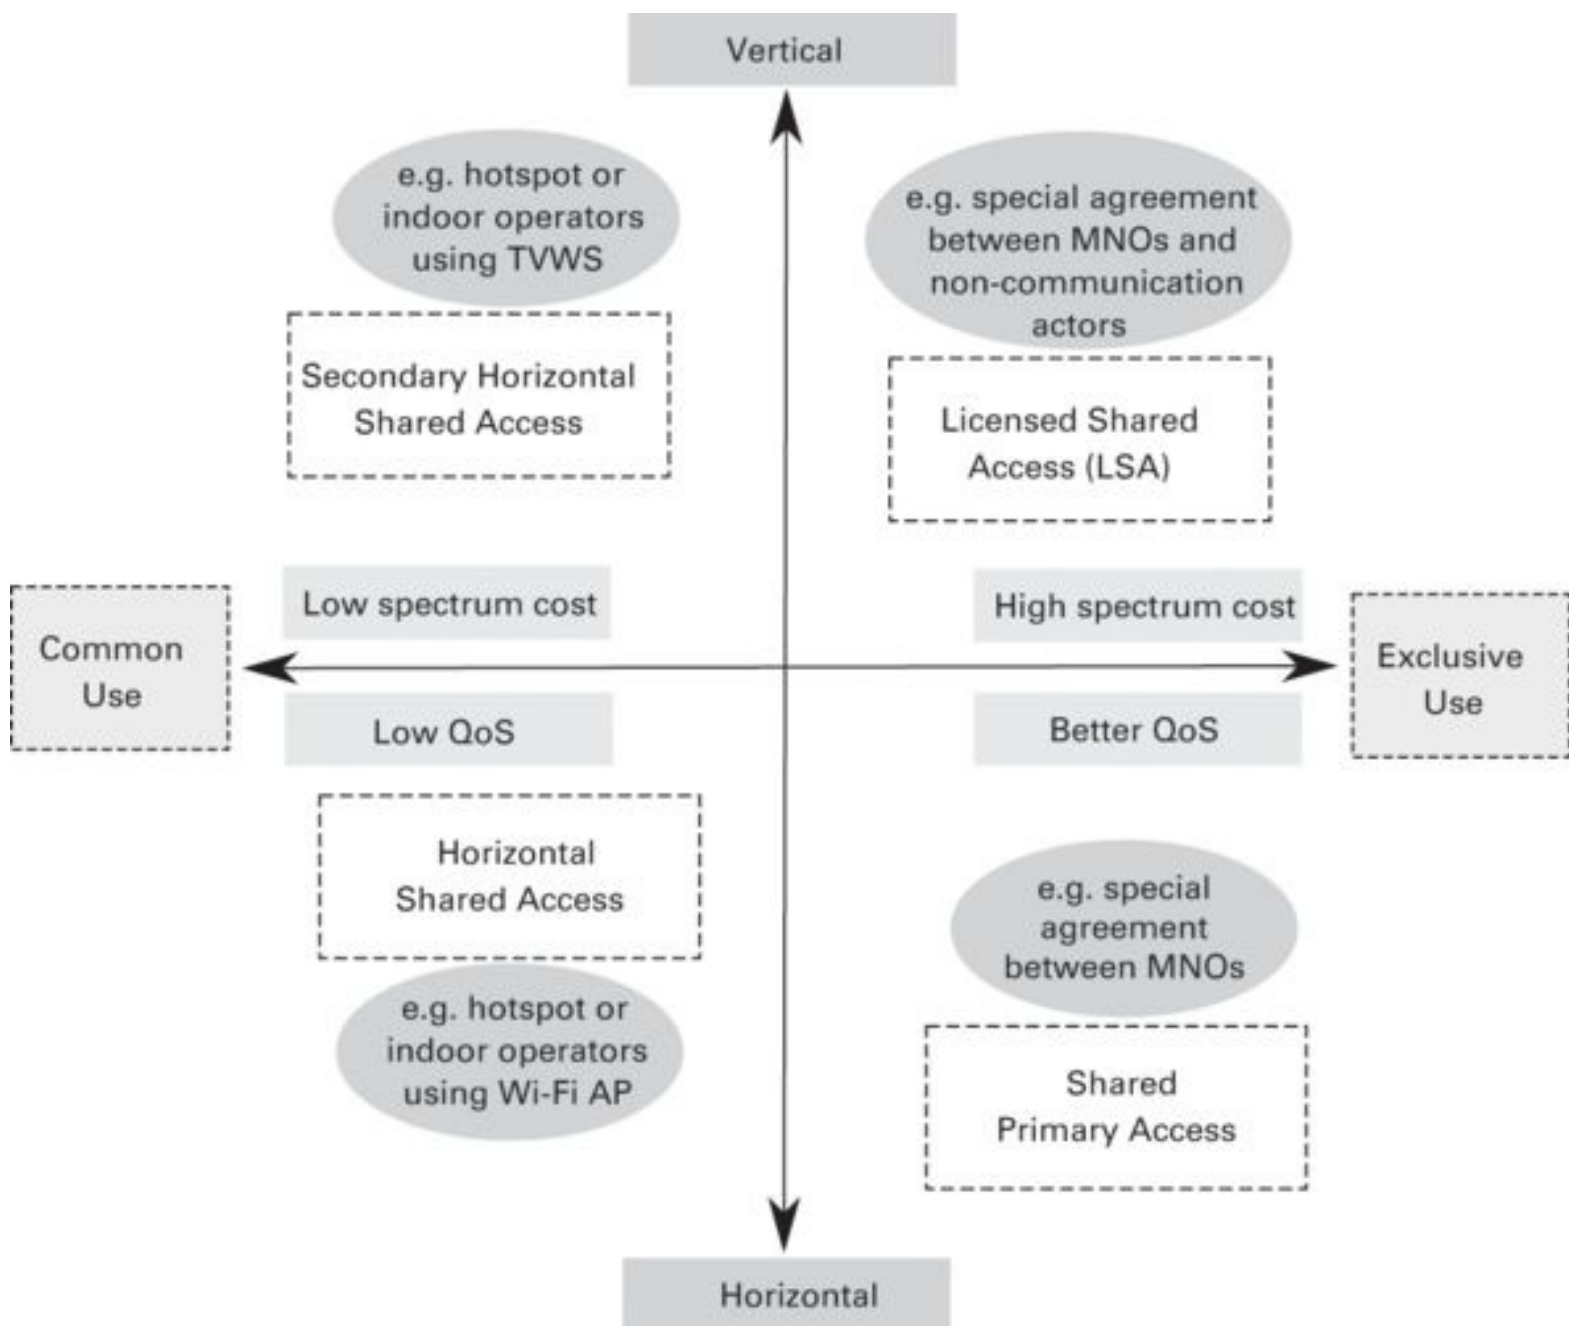 Vertical
e.g. hotspot or
indoor operators
using TVWS
e.g. special agreement
between MNOs and
non-communication
actors
Secondary Horizontal
Shared Access
Licensed Shared
Access (LSA)
Common
Use
Low spectrum cost
Low QoS
High spectrum cost
Better QoS
Exclusive
Use
Horizontal
Shared Access
e.g. hotspot or
indoor operators
using Wi-Fi AP
e.g. special
agreement
between MNOs
Shared
Primary Access
Horizontal